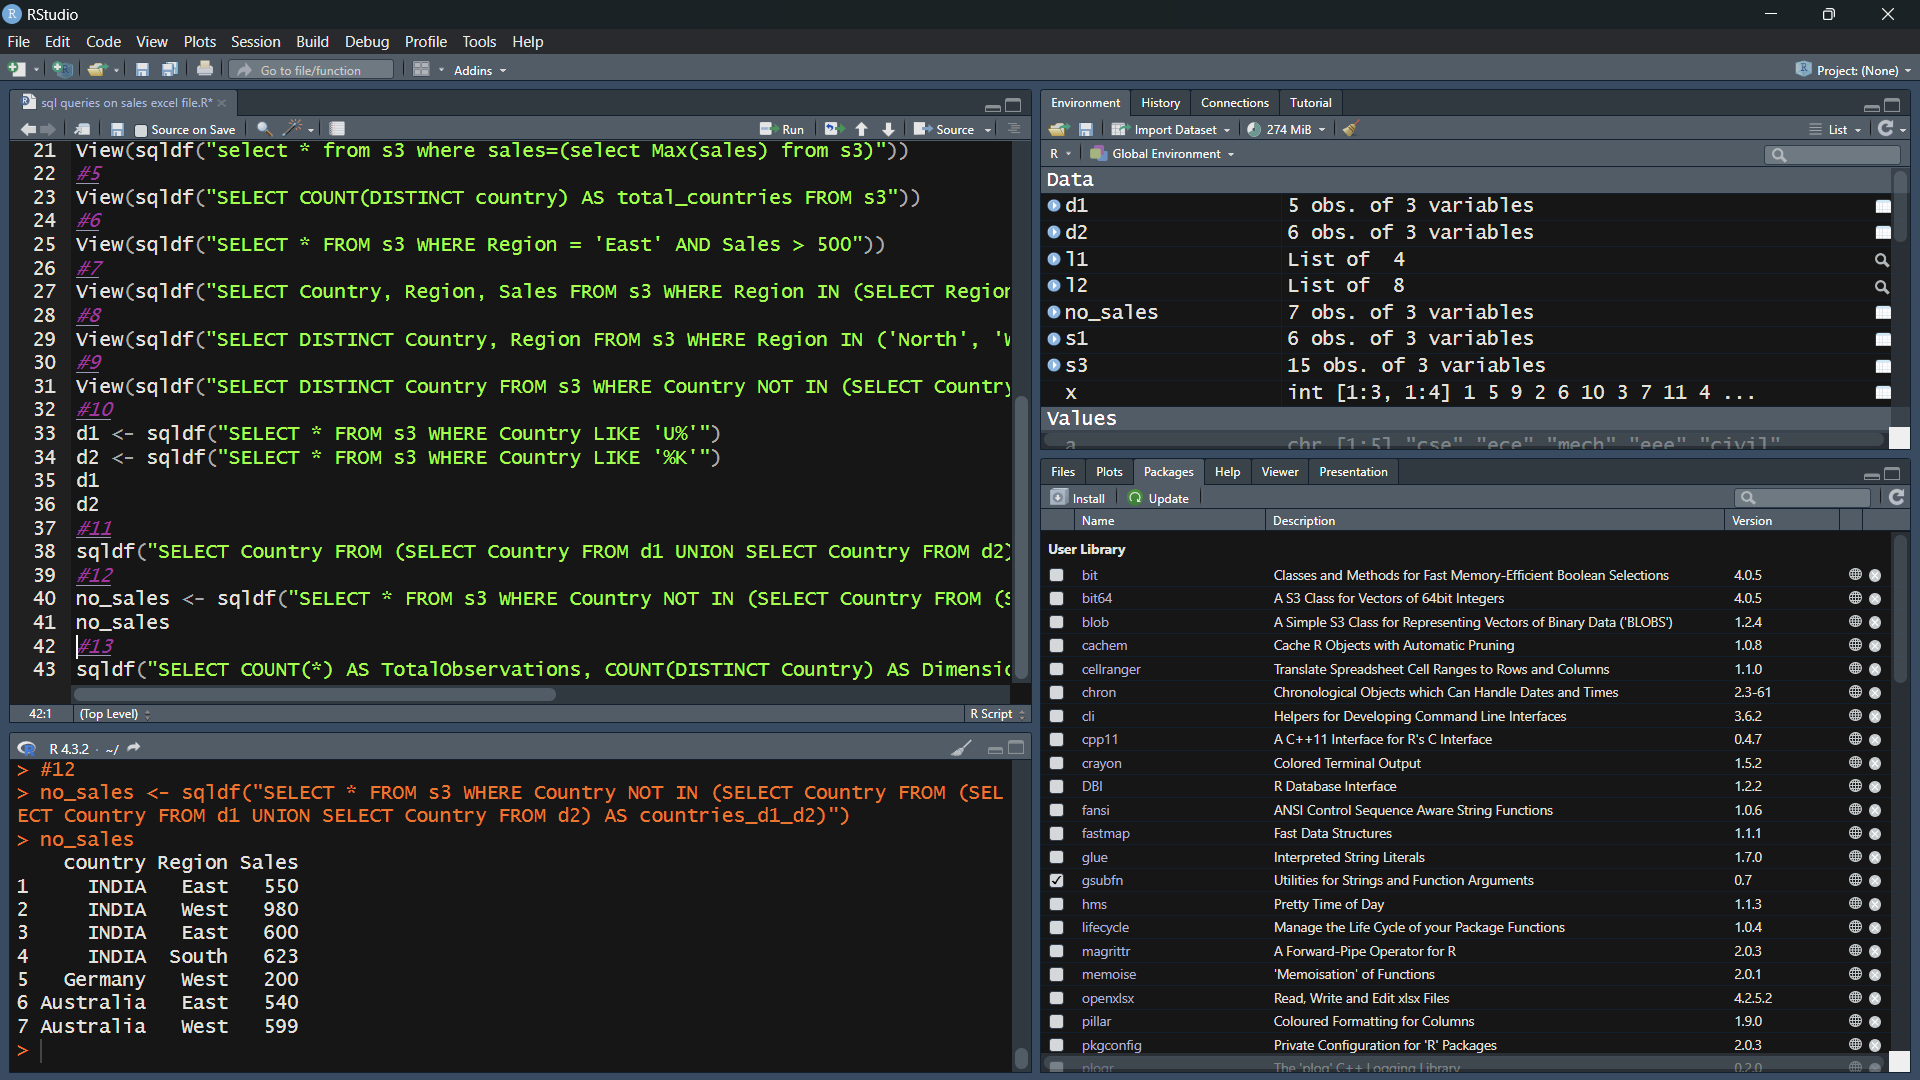 RStudio
File Edit Code View Plots Session Build Debug Profile Tools Help
Go to file/function
Addins
Project: (None)
sql queries on sales excel file.R*
Source on Save
Run
Source
21 View(sqldf("select * from s3 where sales=(select Max(sales) from s3)"))
22 #5
23 View(sqldf("SELECT COUNT(DISTINCT country) AS total_countries FROM s3"))
24 #6
25 View(sqldf("SELECT * FROM s3 WHERE Region = 'East' AND Sales > 500"))
26 #7
27 View(sqldf("SELECT Country, Region, Sales FROM s3 WHERE Region IN (SELECT Region
28 #8
29 View(sqldf("SELECT DISTINCT Country, Region FROM s3 WHERE Region IN ('North', 'W
30 #9
31 View(sqldf("SELECT DISTINCT Country FROM s3 WHERE Country NOT IN (SELECT Country
32 #10
33 d1 <- sqldf("SELECT * FROM s3 WHERE Country LIKE 'U%'")
34 d2 <- sqldf("SELECT * FROM s3 WHERE Country LIKE '%K'")
35 d1
36 d2
37 #11
38 sqldf("SELECT Country FROM (SELECT Country FROM d1 UNION SELECT Country FROM d2)
39 #12
40 no_sales <- sqldf("SELECT * FROM s3 WHERE Country NOT IN (SELECT Country FROM (S
41 no_sales
42 #13
43 sqldf("SELECT COUNT(*) AS TotalObservations, COUNT(DISTINCT Country) AS Dimensio
42:1 (Top Level) R Script
R 4.3.2 · ~/
> #12
> no_sales <- sqldf("SELECT * FROM s3 WHERE Country NOT IN (SELECT Country FROM (SEL
ECT Country FROM d1 UNION SELECT Country FROM d2) AS countries_d1_d2)")
> no_sales
country Region Sales
1 INDIA East 550
2 INDIA West 980
3 INDIA East 600
4 INDIA South 623
5 Germany West 200
6 Australia East 540
7 Australia West 599
>
Environment History Connections Tutorial
Import Dataset 274 MiB List
R Global Environment
Data
d1 5 obs. of 3 variables
d2 6 obs. of 3 variables
l1 List of 4
l2 List of 8
no_sales 7 obs. of 3 variables
s1 6 obs. of 3 variables
s3 15 obs. of 3 variables
x int [1:3, 1:4] 1 5 9 2 6 10 3 7 11 4 ...
Values
a chr [1:5] "cse" "ece" "mech" "eee" "civil"
Files Plots Packages Help Viewer Presentation
Install Update
Name Description Version
User Library
bit Classes and Methods for Fast Memory-Efficient Boolean Selections 4.0.5
bit64 A S3 Class for Vectors of 64bit Integers 4.0.5
blob A Simple S3 Class for Representing Vectors of Binary Data ('BLOBS') 1.2.4
cachem Cache R Objects with Automatic Pruning 1.0.8
cellranger Translate Spreadsheet Cell Ranges to Rows and Columns 1.1.0
chron Chronological Objects which Can Handle Dates and Times 2.3-61
cli Helpers for Developing Command Line Interfaces 3.6.2
cpp11 A C++11 Interface for R's C Interface 0.4.7
crayon Colored Terminal Output 1.5.2
DBI R Database Interface 1.2.2
fansi ANSI Control Sequence Aware String Functions 1.0.6
fastmap Fast Data Structures 1.1.1
glue Interpreted String Literals 1.7.0
gsubfn Utilities for Strings and Function Arguments 0.7
hms Pretty Time of Day 1.1.3
lifecycle Manage the Life Cycle of your Package Functions 1.0.4
magrittr A Forward-Pipe Operator for R 2.0.3
memoise 'Memoisation' of Functions 2.0.1
openxlsx Read, Write and Edit xlsx Files 4.2.5.2
pillar Coloured Formatting for Columns 1.9.0
pkgconfig Private Configuration for 'R' Packages 2.0.3
plogr The 'plog' C++ Logging Library 0.2.0